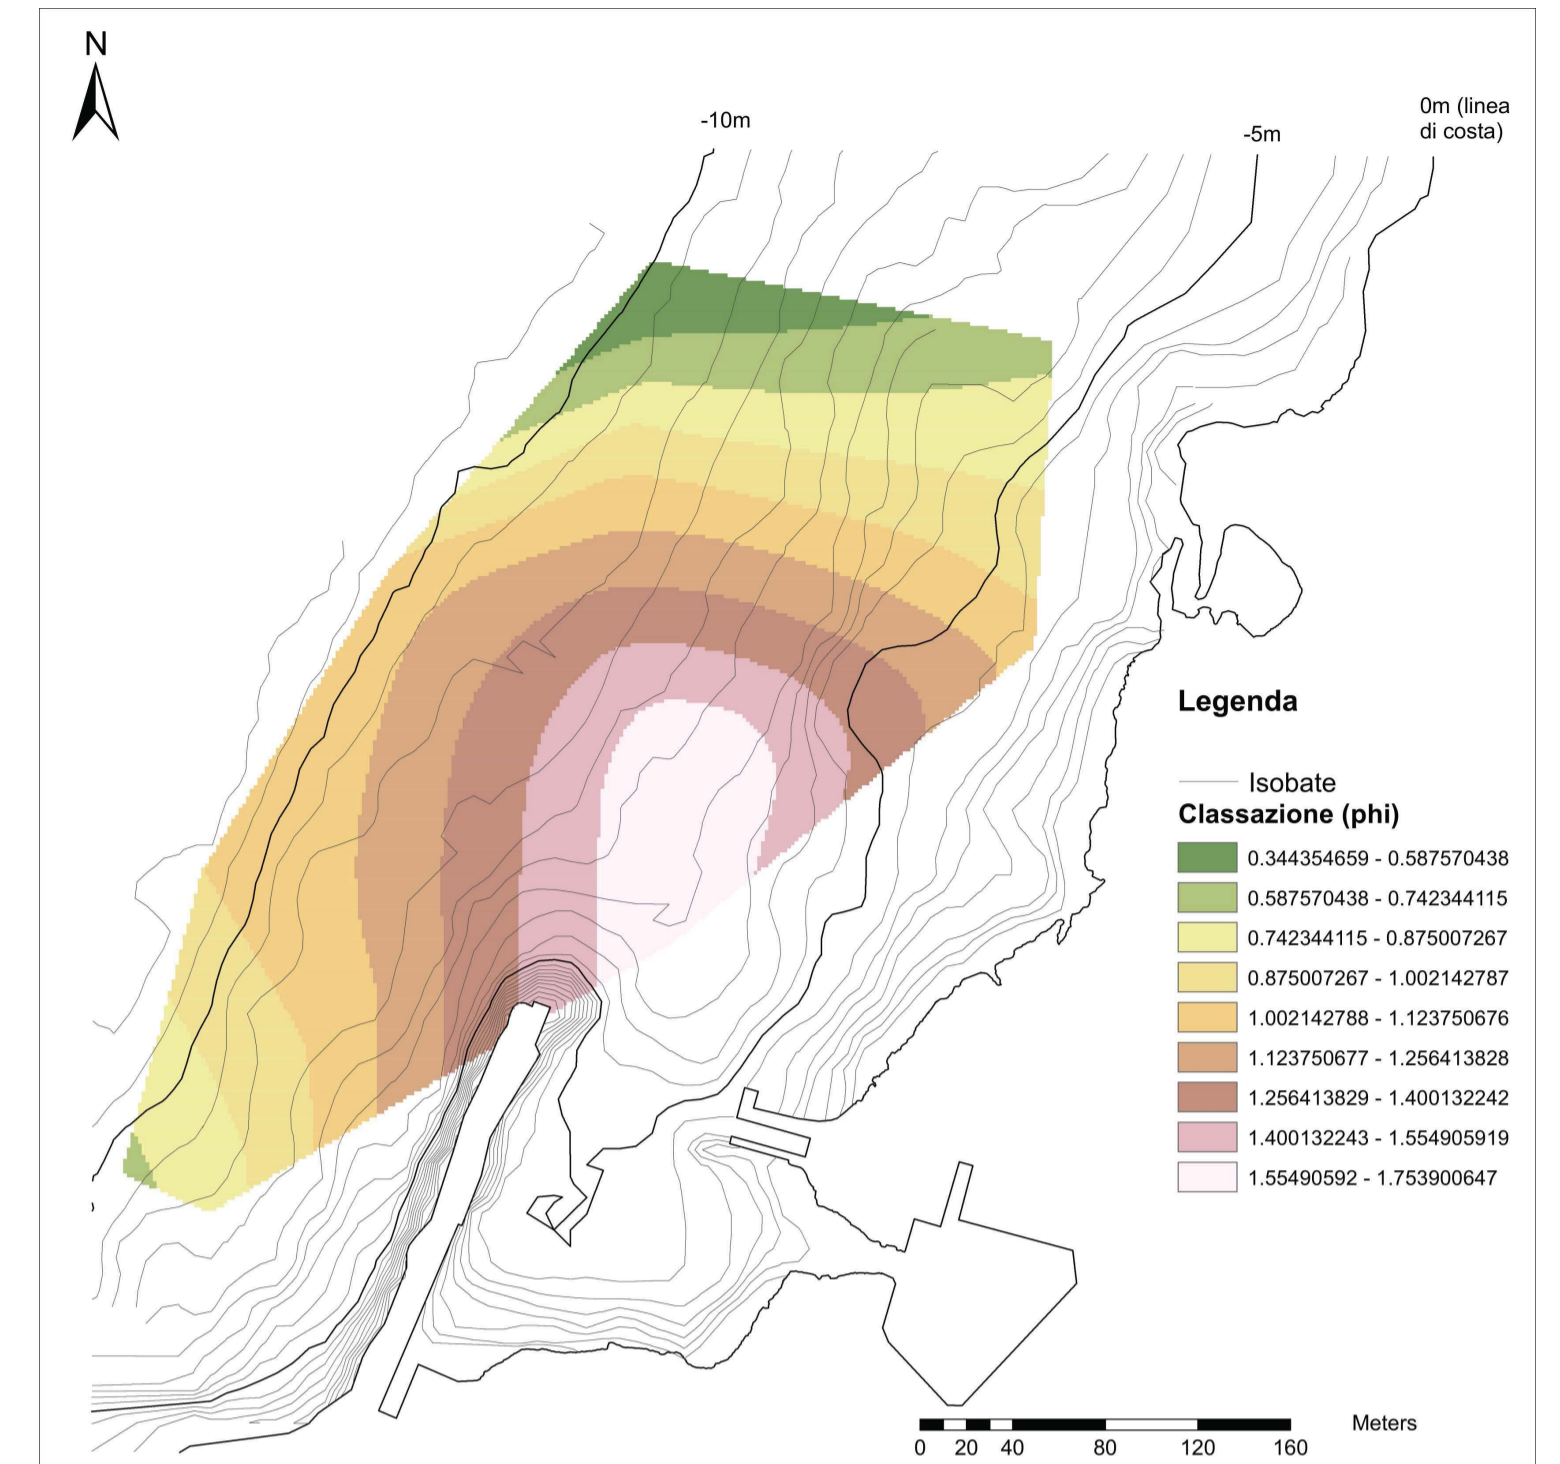 N
-10m
-5m
0m (linea
di costa)
Legenda
Isobate
Classazione (phi)
0.344354659 - 0.587570438
0.587570438 - 0.742344115
0.742344115 - 0.875007267
0.875007267 - 1.002142787
1.002142788 - 1.123750676
1.123750677 - 1.256413828
1.256413829 - 1.400132242
1.400132243 - 1.554905919
1.55490592 - 1.753900647
Meters
0 20 40 80 120 160